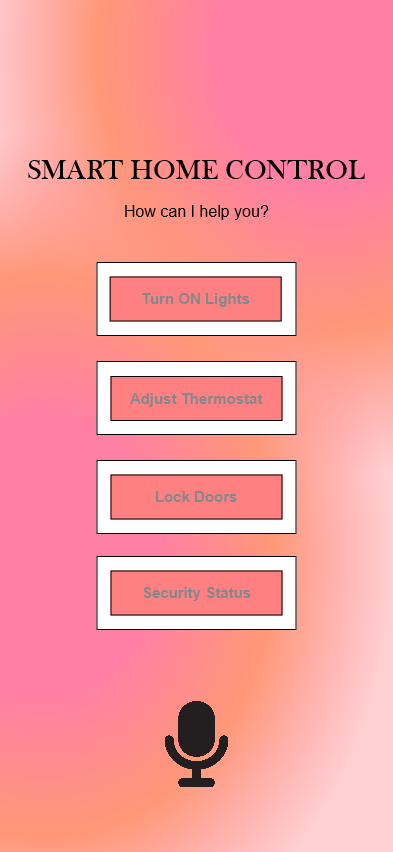 SMART HOME CONTROL
How can I help you?
Turn ON Lights
Adjust Thermostat
Lock Doors
Security Status